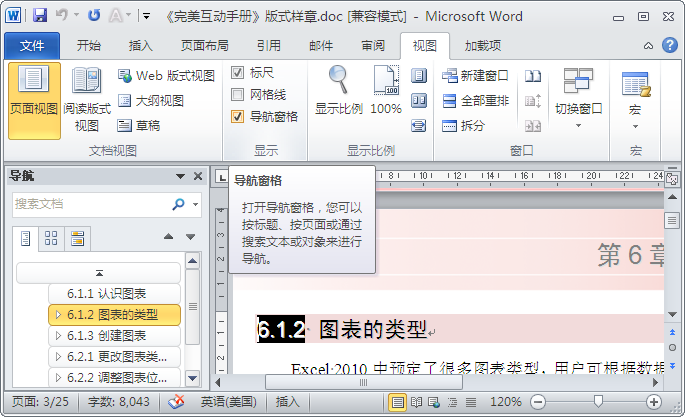 《完美互动手册》版式样章.doc [兼容模式] - Microsoft Word
文件 开始 插入 页面布局 引用 邮件 审阅 视图 加载项
页面视图 阅读版式视图 Web 版式视图 大纲视图 草稿
文档视图
标尺 网格线 导航窗格
显示
显示比例 100%
显示比例
新建窗口 全部重排 拆分 切换窗口
窗口
宏
宏
导航
搜索文档
6.1.1 认识图表
6.1.2 图表的类型
6.1.3 创建图表
6.2.1 更改图表类...
6.2.2 调整图表位...
导航窗格
打开导航窗格，您可以
按标题、按页面或通过
搜索文本或对象来进行
导航。
第 6 章
6.1.2 图表的类型
Excel 2010 中预定了很多图表类型，用户可根据数据
页面: 3/25 字数: 8,043 英语(美国) 插入 120%